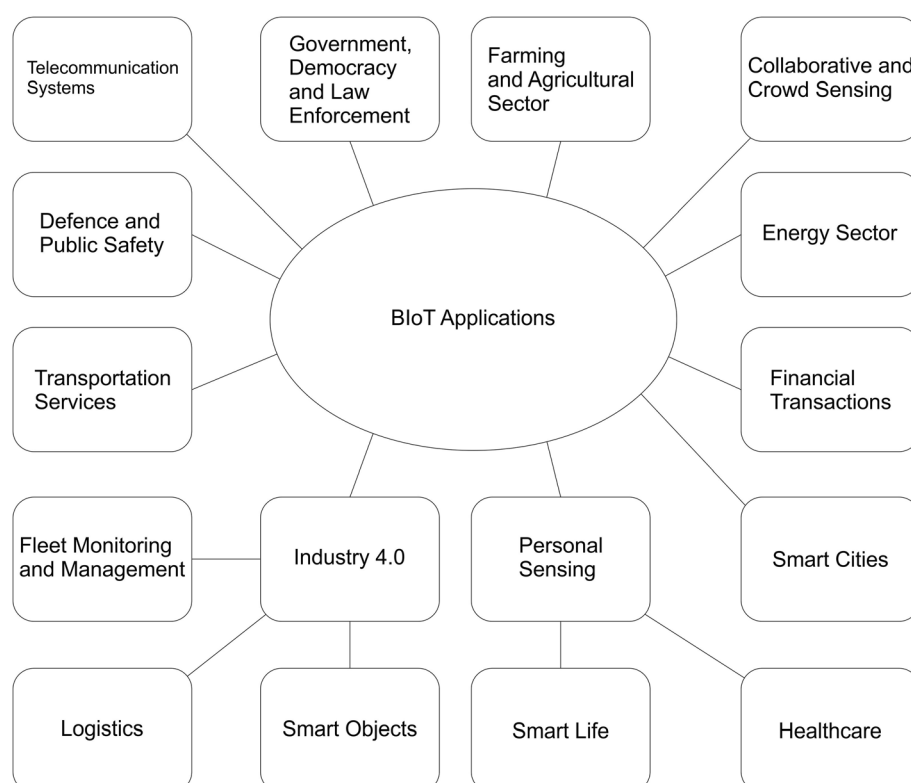 Telecommunication
Systems
Government,
Democracy
and Law
Enforcement
Farming
and Agricultural
Sector
Collaborative and
Crowd Sensing
Defence and
Public Safety
Energy Sector
BIoT Applications
Transportation
Services
Financial
Transactions
Fleet Monitoring
and Management
Industry 4.0
Personal
Sensing
Smart Cities
Logistics
Smart Objects
Smart Life
Healthcare